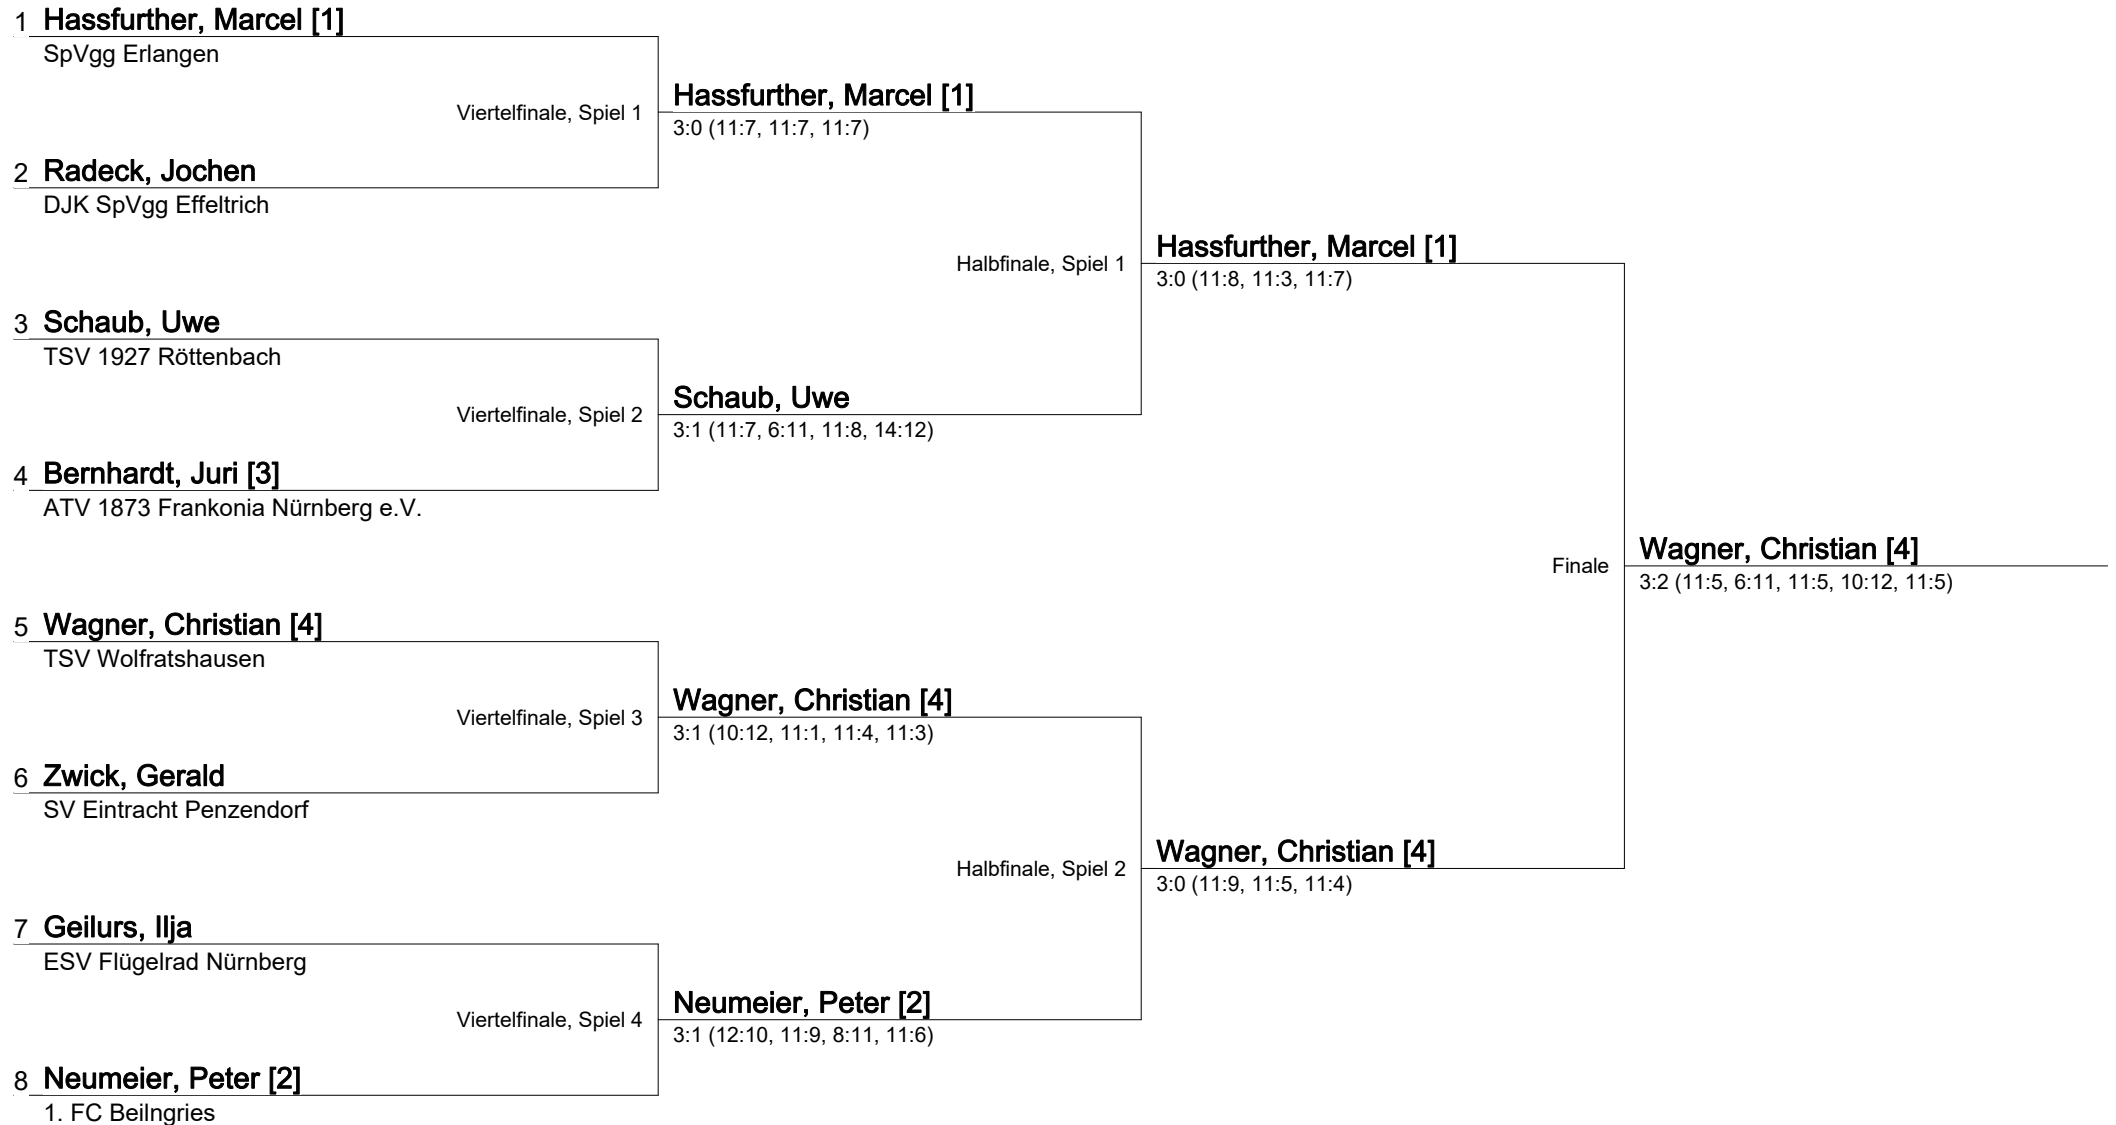 1 Hassfurther, Marcel [1]
SpVgg Erlangen
Viertelfinale, Spiel 1
Hassfurther, Marcel [1]
3:0 (11:7, 11:7, 11:7)
2 Radeck, Jochen
DJK SpVgg Effeltrich
Halbfinale, Spiel 1
Hassfurther, Marcel [1]
3:0 (11:8, 11:3, 11:7)
3 Schaub, Uwe
TSV 1927 Röttenbach
Viertelfinale, Spiel 2
Schaub, Uwe
3:1 (11:7, 6:11, 11:8, 14:12)
4 Bernhardt, Juri [3]
ATV 1873 Frankonia Nürnberg e.V.
Finale
Wagner, Christian [4]
3:2 (11:5, 6:11, 11:5, 10:12, 11:5)
5 Wagner, Christian [4]
TSV Wolfratshausen
Viertelfinale, Spiel 3
Wagner, Christian [4]
3:1 (10:12, 11:1, 11:4, 11:3)
6 Zwick, Gerald
SV Eintracht Penzendorf
Halbfinale, Spiel 2
Wagner, Christian [4]
3:0 (11:9, 11:5, 11:4)
7 Geilurs, Ilja
ESV Flügelrad Nürnberg
Viertelfinale, Spiel 4
Neumeier, Peter [2]
3:1 (12:10, 11:9, 8:11, 11:6)
8 Neumeier, Peter [2]
1. FC Beilngries